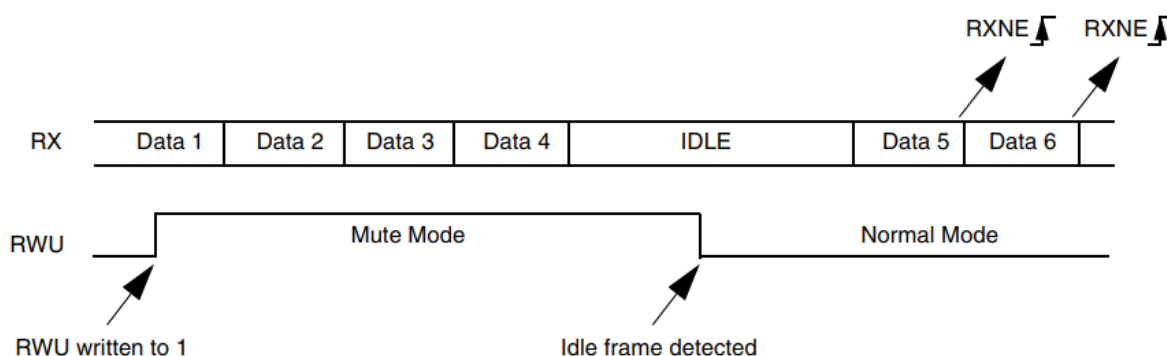 RXNE RXNE
RX Data 1 Data 2 Data 3 Data 4 IDLE Data 5 Data 6
RWU Mute Mode Normal Mode
RWU written to 1 Idle frame detected